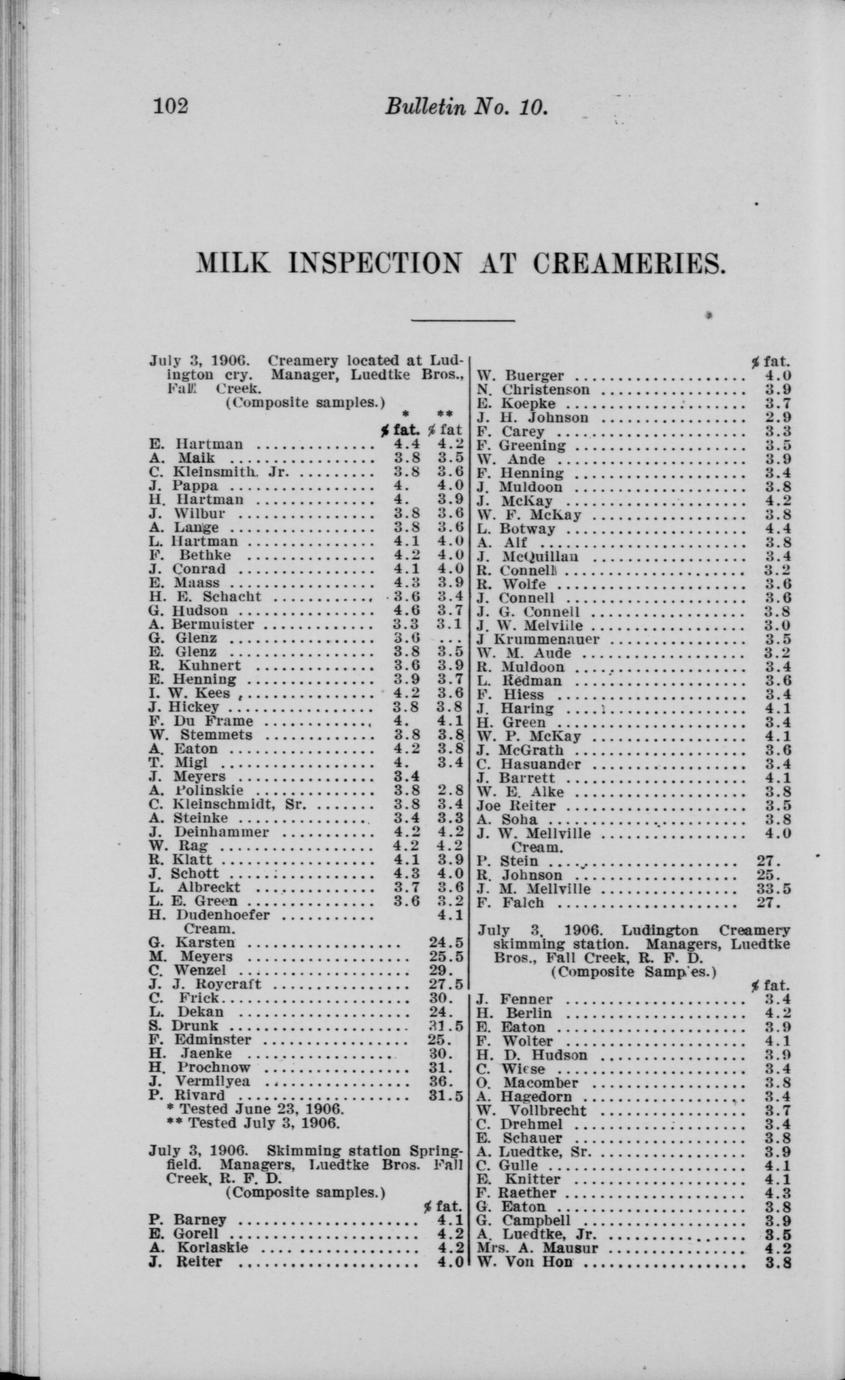 102
Bulletin No. 10.
MILK INSPECTION AT CREAMERIES.
July 3, 1906. Creamery located at Lud-
ington cry. Manager, Luedtke Bros.,
Fall Creek.
(Composite samples.)
* **
% fat. % fat
E. Hartman .............. 4.4 4.2
A. Maik ................. 3.8 3.5
C. Kleinsmith. Jr. ......... 3.8 3.6
J. Pappa ................. 4. 4.0
H. Hartman ............... 4. 3.9
J. Wilbur ................ 3.8 3.6
A. Lange ................. 3.8 3.6
L. Hartman ............... 4.1 4.0
F. Bethke ............... 4.2 4.0
J. Conrad ................ 4.1 4.0
E. Maass ................. 4.3 3.9
H. E. Schacht ............ 3.6 3.4
G. Hudson ................ 4.6 3.7
A. Bermuister ............. 3.3 3.1
G. Glenz ................. 3.6 ...
E. Glenz ................. 3.8 3.5
R. Kuhnert .............. 3.6 3.9
E. Henning ............... 3.9 3.7
I. W. Kees ................ 4.2 3.6
J. Hickey ................. 3.8 3.8
F. Du Frame ............. 4. 4.1
W. Stemmets ............. 3.8 3.8
A. Eaton ................. 4.2 3.8
T. Migl .................. 4. 3.4
J. Meyers ................ 3.4
A. Polinskie .............. 3.8 2.8
C. Kleinschmidt, Sr. ....... 3.8 3.4
A. Steinke ................ 3.4 3.3
J. Deinhammer ........... 4.2 4.2
W. Rag .................. 4.2 4.2
R. Klatt .................. 4.1 3.9
J. Schott .................. 4.3 4.0
L. Albreckt .............. 3.7 3.6
L. E. Green ............... 3.6 3.2
H. Dudenhoefer ........... 4.1
Cream.
G. Karsten .................. 24.5
M. Meyers ................... 25.5
C. Wenzel .................... 29.
J. J. Roycraft ................ 27.5
C. Frick...................... 30.
L. Dekan .................... 24.
S. Drunk ..................... 31.5
F. Edminster ................. 25.
H. Jaenke ................. 30.
H. Prochnow ................. 31.
J. Vermilyea ................ 36.
P. Rivard .................... 31.5
* Tested June 23, 1906.
** Tested July 3, 1906.
July 3, 1906. Skimming station Spring-
field. Managers, Luedtke Bros. Fall
Creek, R. F. D.
(Composite samples.)
% fat.
P. Barney ..................... 4.1
E. Gorell ...................... 4.2
A. Korlaskie .................. 4.2
J. Reiter ..................... 4.0
% fat.
W. Buerger .................... 4.0
N. Christenson ................. 3.9
E. Koepke ..................... 3.7
J. H. Johnson .................. 2.9
F. Carey ...................... 3.3
F. Greening .................... 3.5
W. Ande ...................... 3.9
F. Henning .................... 3.4
J. Muldoon .................... 3.8
J. McKay ..................... 4.2
W. F. McKay .................. 3.8
L. Botway ..................... 4.4
A. Alf ........................ 3.8
J. McQuillan .................. 3.4
R. Connell ..................... 3.2
R. Wolfe ...................... 3.6
J. Connell ..................... 3.6
J. G. Connell .................. 3.8
J. W. Melville .................. 3.0
J Krummenauer ................ 3.5
W. M. Aude ................... 3.2
R. Muldoon .................... 3.4
L. Redman ..................... 3.6
F. Hiess ...................... 3.4
J. Haring ..................... 4.1
H. Green ...................... 3.4
W. P. McKay .................. 4.1
J. McGrath .................... 3.6
C. Hasuander .................. 3.4
J. Barrett ..................... 4.1
W. E. Alke .................... 3.8
Joe Reiter ..................... 3.5
A. Soha ....................... 3.8
J. W. Mellville ................. 4.0
Cream.
P. Stein ...................... 27.
R. Johnson ................... 25.
J. M. Mellville ................ 33.5
F. Falch ..................... 27.
July 3, 1906. Ludington Creamery
skimming station. Managers, Luedtke
Bros., Fall Creek, R. F. D.
(Composite Samples.)
% fat.
J. Fenner ..................... 3.4
H. Berlin ..................... 4.2
E. Eaton ...................... 3.9
F. Wolter ..................... 4.1
H. D. Hudson ................. 3.9
C. Wiese ...................... 3.4
O. Macomber .................. 3.8
A. Hagedorn ................... 3.4
W. Vollbrecht ................. 3.7
C. Drehmel .................... 3.4
E. Schauer .................... 3.8
A. Luedtke, Sr. ................. 3.9
C. Gulle ....................... 4.1
E. Knitter .................... 4.1
F. Raether ..................... 4.3
G. Eaton ...................... 3.8
G. Campbell ................... 3.9
A. Luedtke, Jr. ................ 3.5
Mrs. A. Mausur ................ 4.2
W. Von Hon ................... 3.8